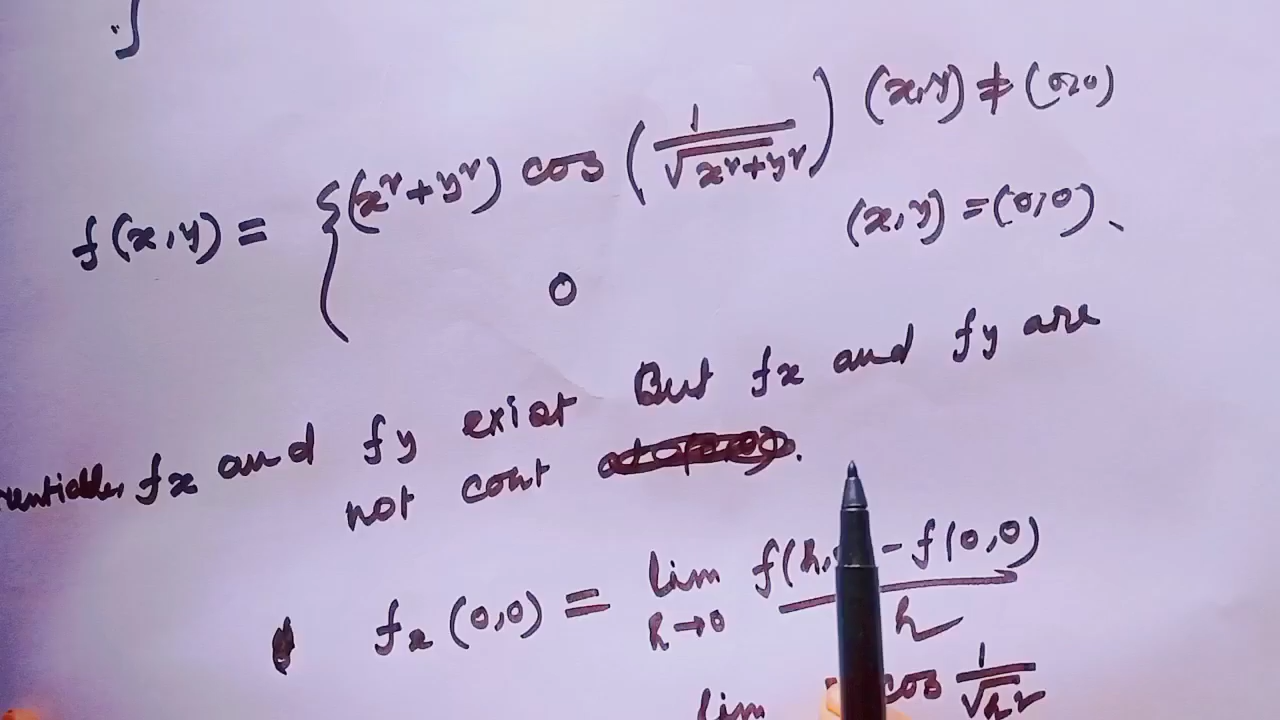 f(x,y) = { (x²+y²) cos (1/√(x²+y²)) (x,y) ≠ (0,0)
0 (x,y) = (0,0).
fx and fy exist But fx and fy are
not cont
fx(0,0) = lim h→0 f(h, - f(0,0) / h
lim cos 1/√h²